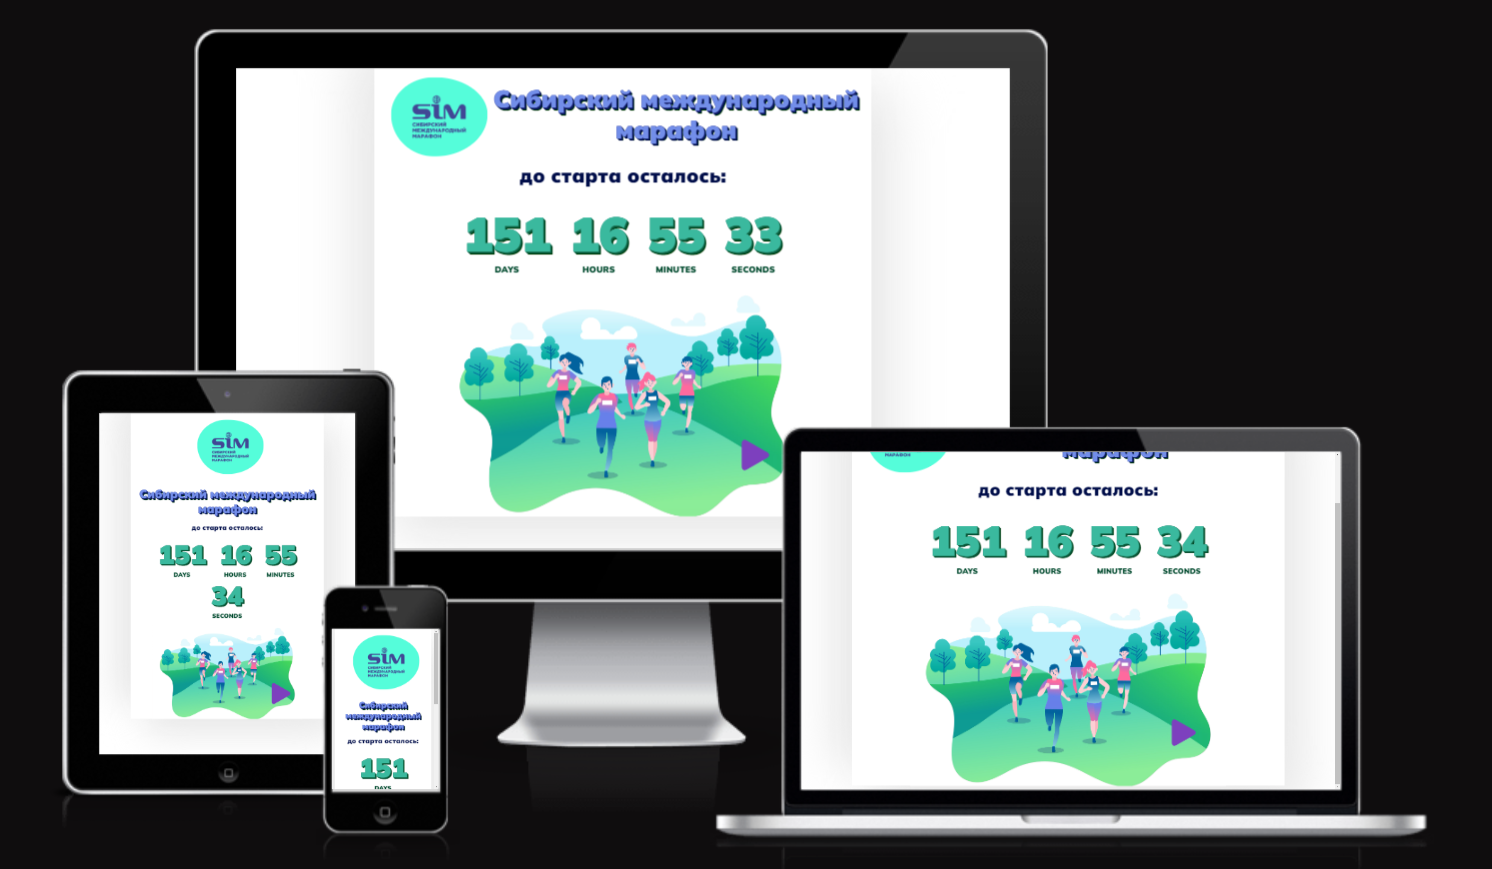 SIM
СИБИРСКИЙ
МЕЖДУНАРОДНЫЙ
МАРАФОН
Сибирский международный
марафон
до старта осталось:
151 16 55 33
DAYS HOURS MINUTES SECONDS
SIM
СИБИРСКИЙ
МЕЖДУНАРОДНЫЙ
МАРАФОН
Сибирский международный
марафон
до старта осталось:
151 16 55
DAYS HOURS MINUTES
34
SECONDS
SIM
СИБИРСКИЙ
МЕЖДУНАРОДНЫЙ
МАРАФОН
Сибирский
международный
марафон
до старта осталось:
151
DAYS
МАРАФОН
марафон
до старта осталось:
151 16 55 34
DAYS HOURS MINUTES SECONDS